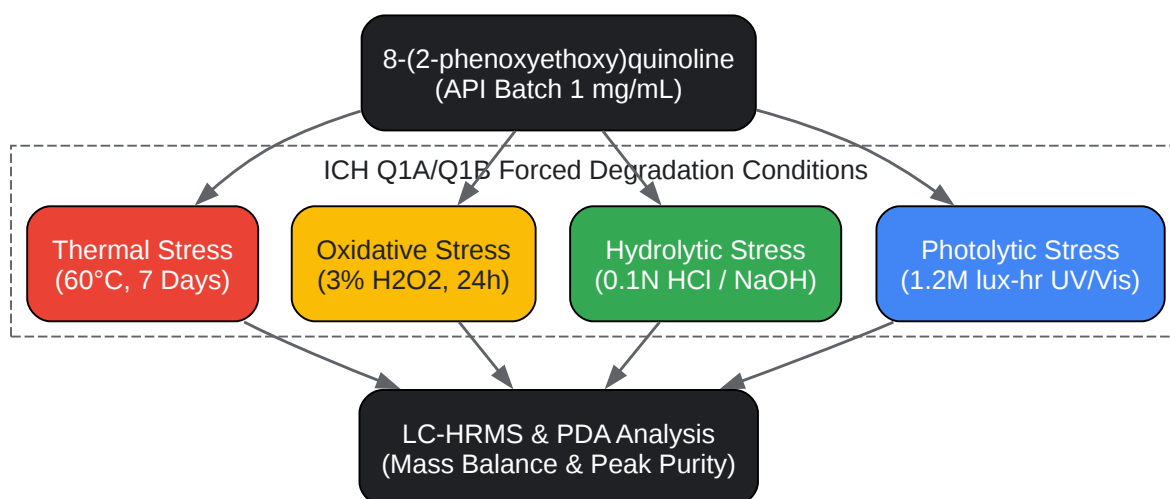 8-(2-phenoxyethoxy)quinoline
(API Batch 1 mg/mL)
ICH Q1A/Q1B Forced Degradation Conditions
Thermal Stress
(60°C, 7 Days)
Oxidative Stress
(3% H2O2, 24h)
Hydrolytic Stress
(0.1N HCl / NaOH)
Photolytic Stress
(1.2M lux-hr UV/Vis)
LC-HRMS & PDA Analysis
(Mass Balance & Peak Purity)